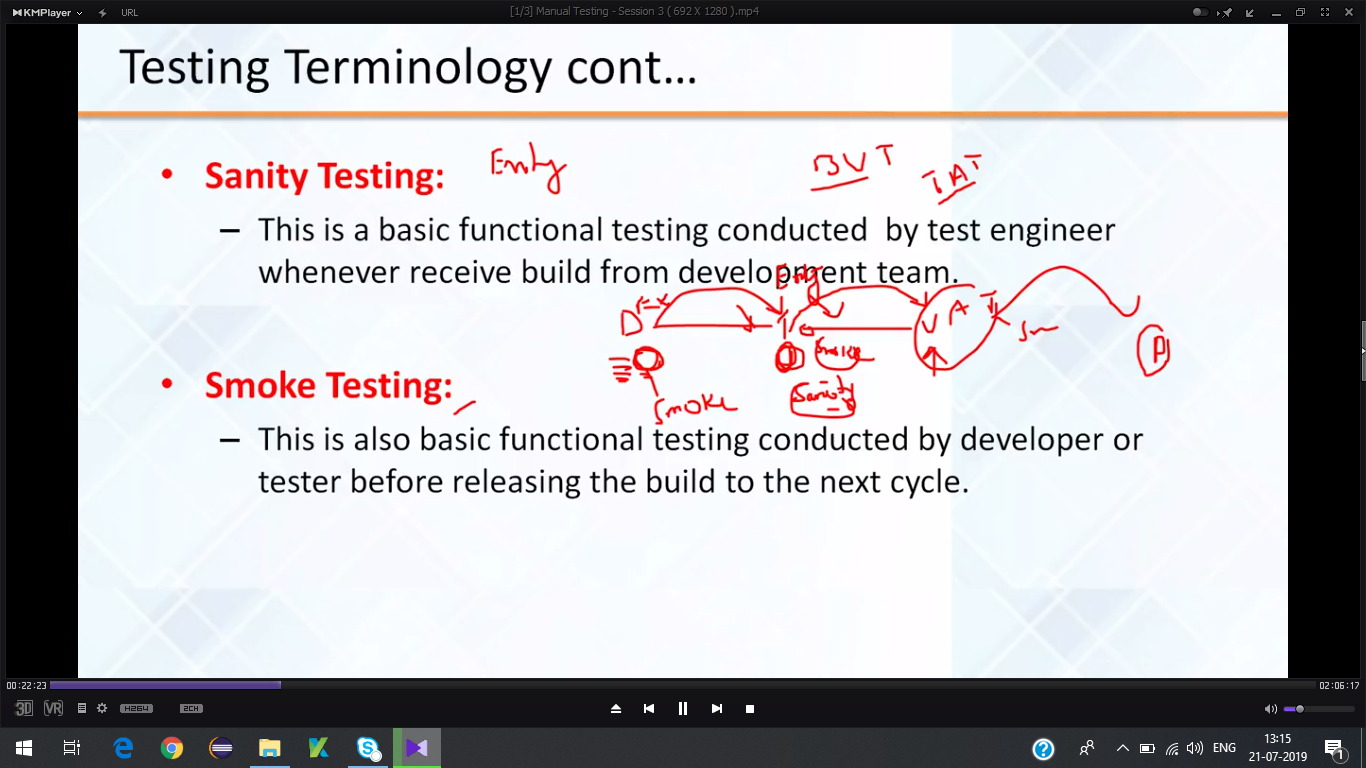 KMPlayer
URL
[1/3] Manual Testing - Session 3 ( 692 X 1280 ).mp4
Testing Terminology cont...
• Sanity Testing:
Entry
BVT
TAT
– This is a basic functional testing conducted by test engineer
whenever receive build from development team.
Entry
D
UAT
P
Smoke
Sanity
Smoke
• Smoke Testing:
– This is also basic functional testing conducted by developer or
tester before releasing the build to the next cycle.
00:22:23
02:06:17
3D VR H264 2CH
ENG
13:15
21-07-2019
1